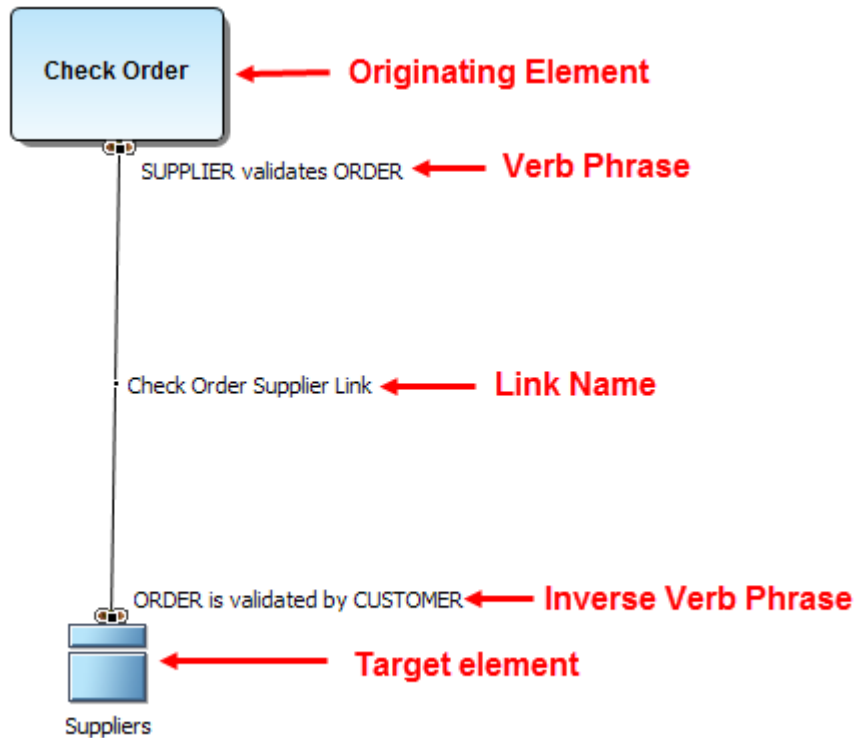 Check Order
Originating Element
SUPPLIER validates ORDER
Verb Phrase
Check Order Supplier Link
Link Name
ORDER is validated by CUSTOMER
Inverse Verb Phrase
Target element
Suppliers